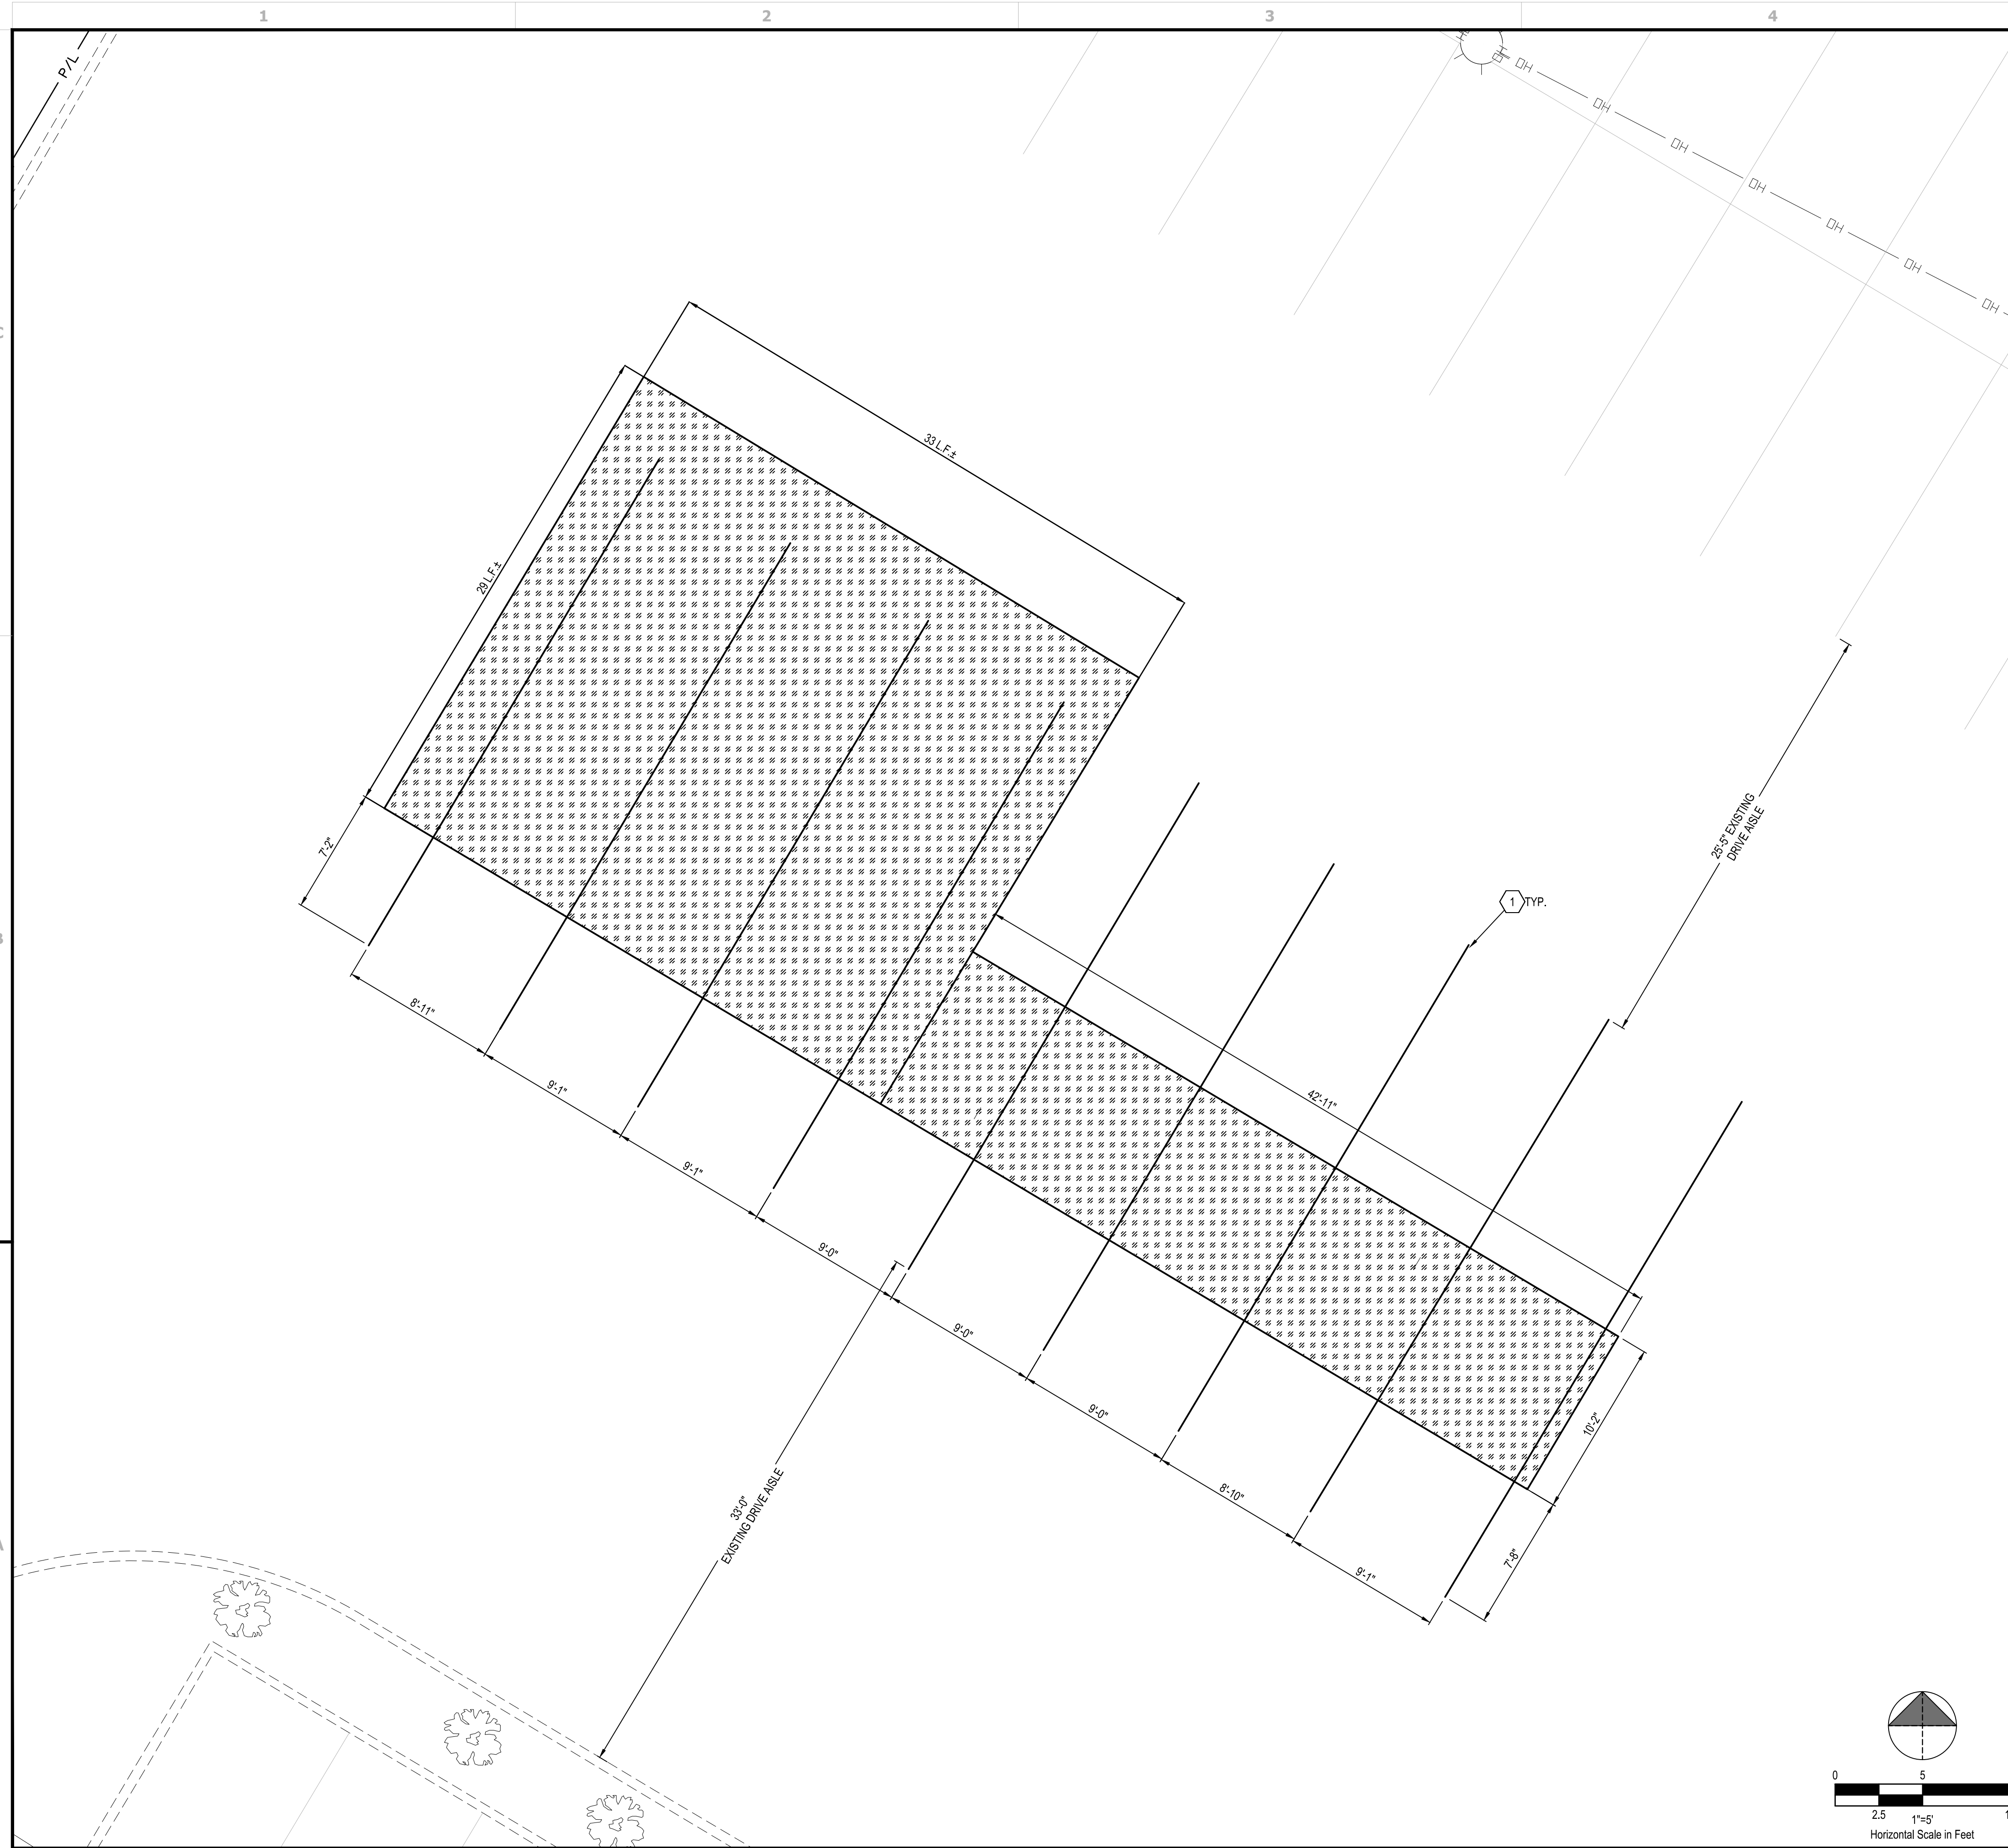 1
2
3
4
P/L
OH
OH
OH
OH
OH
OH
OH
33 L.F.±
29 L.F.±
7'-2"
25'-5" EXISTING
DRIVE AISLE
1
TYP.
8'-11"
9'-1"
9'-1"
9'-0"
9'-0"
9'-0"
8'-10"
9'-1"
42'-11"
10'-2"
7'-8"
33'-0"
EXISTING DRIVE AISLE
0
5
2.5
1"=5'
Horizontal Scale in Feet